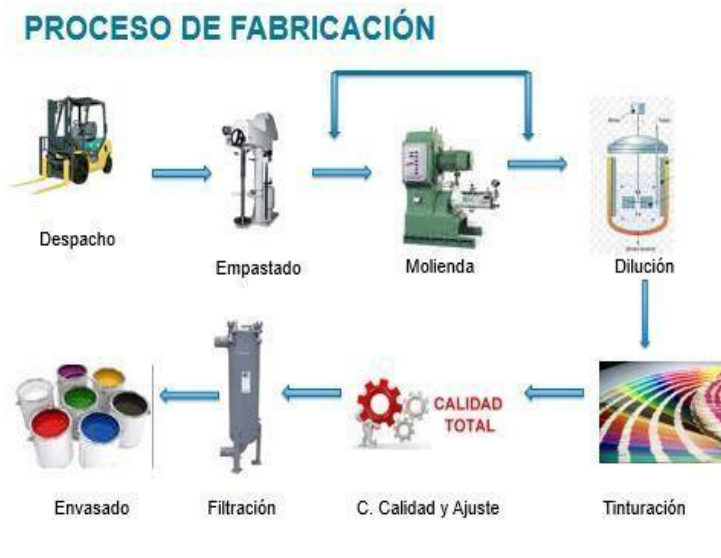 PROCESO DE FABRICACIÓN
Despacho
Empastado
Molienda
Dilución
CALIDAD
TOTAL
Envasado
Filtración
C. Calidad y Ajuste
Tinturación